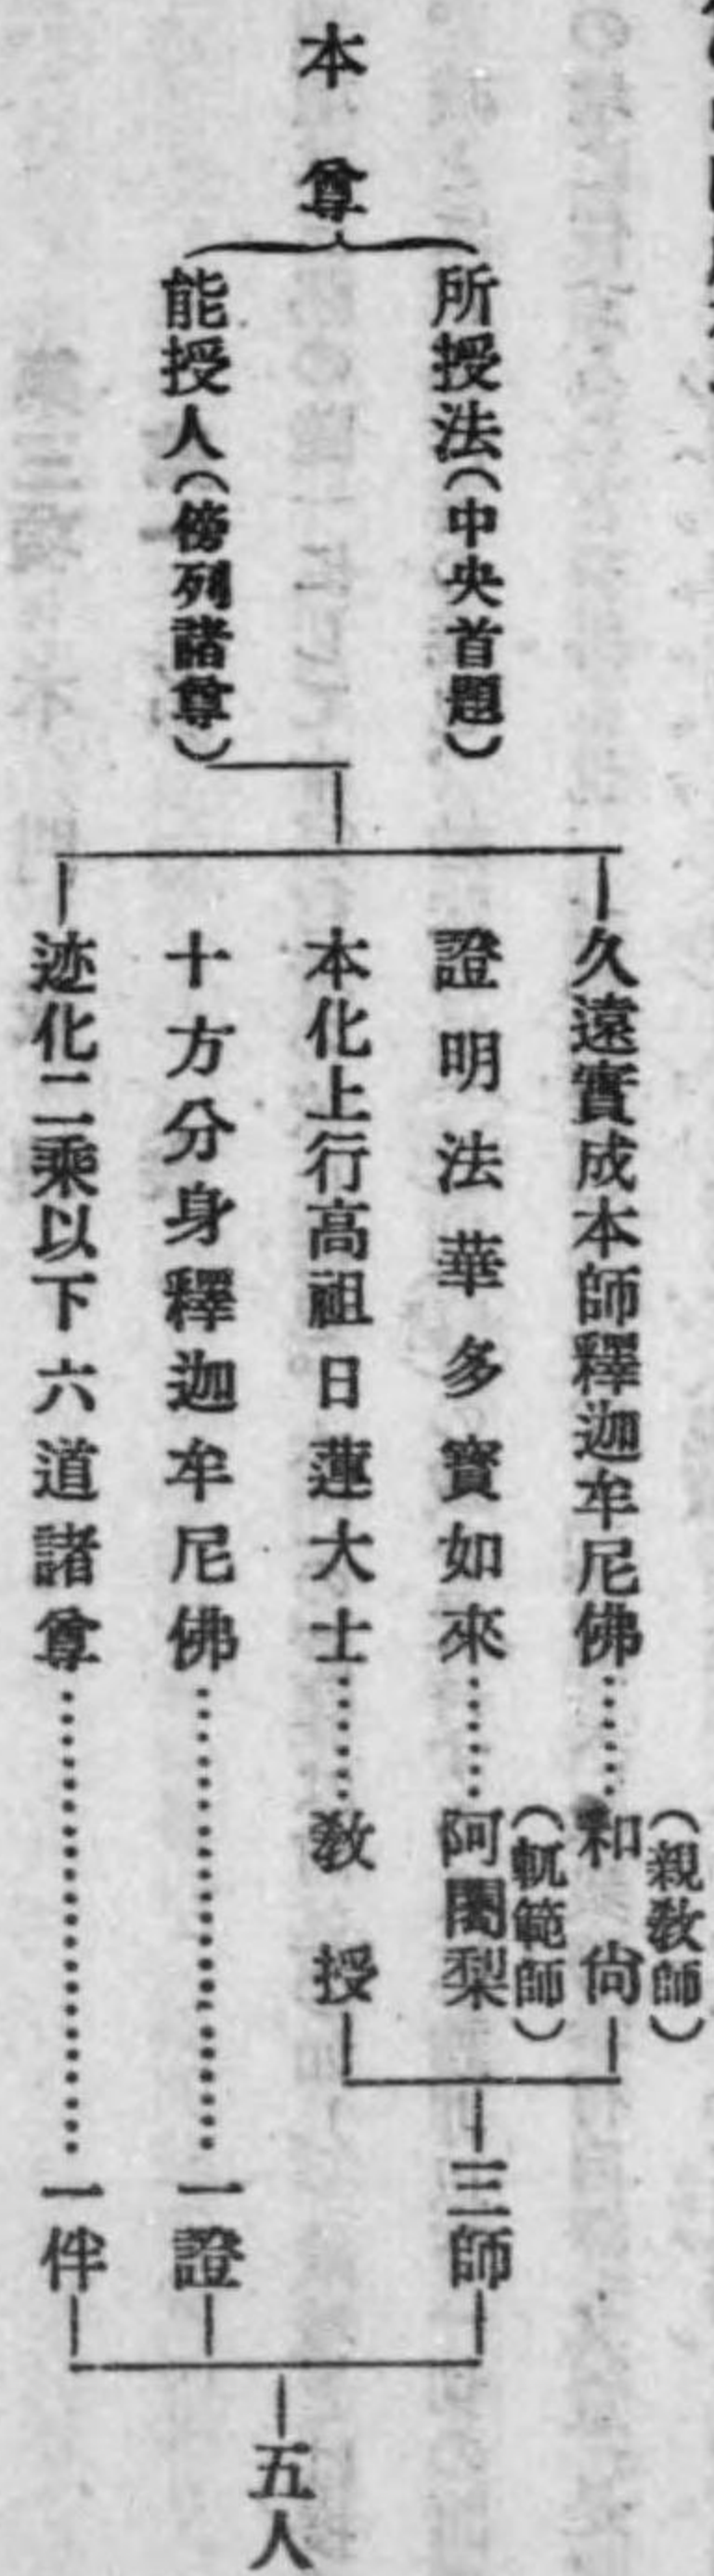 本尊
所授法(中央首題)
能授人(傍列諸尊)
久遠實成本師釋迦牟尼佛……和尙(親敎師)
證明法華多寶如來……阿闍梨(軌範師)
本化上行高祖日蓮大士……敎授
三師
十方分身釋迦牟尼佛……一證
迹化二乘以下六道諸尊……一伴
五人